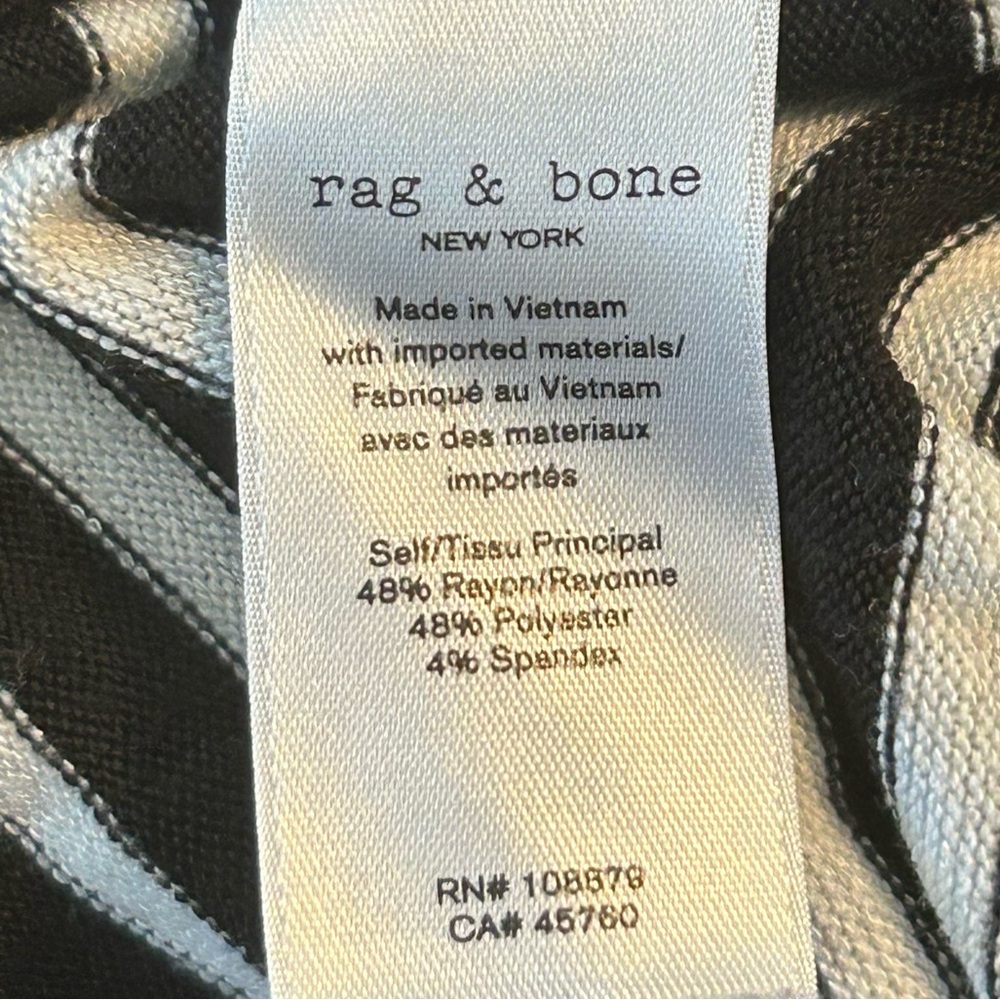 rag & bone
NEW YORK
Made in Vietnam
with imported materials/
Fabriqué au Vietnam
avec des materiaux
importés
Self/Tissu Principal
48% Rayon/Rayonne
48% Polyester
4% Spandex
RN#
CA# 45760